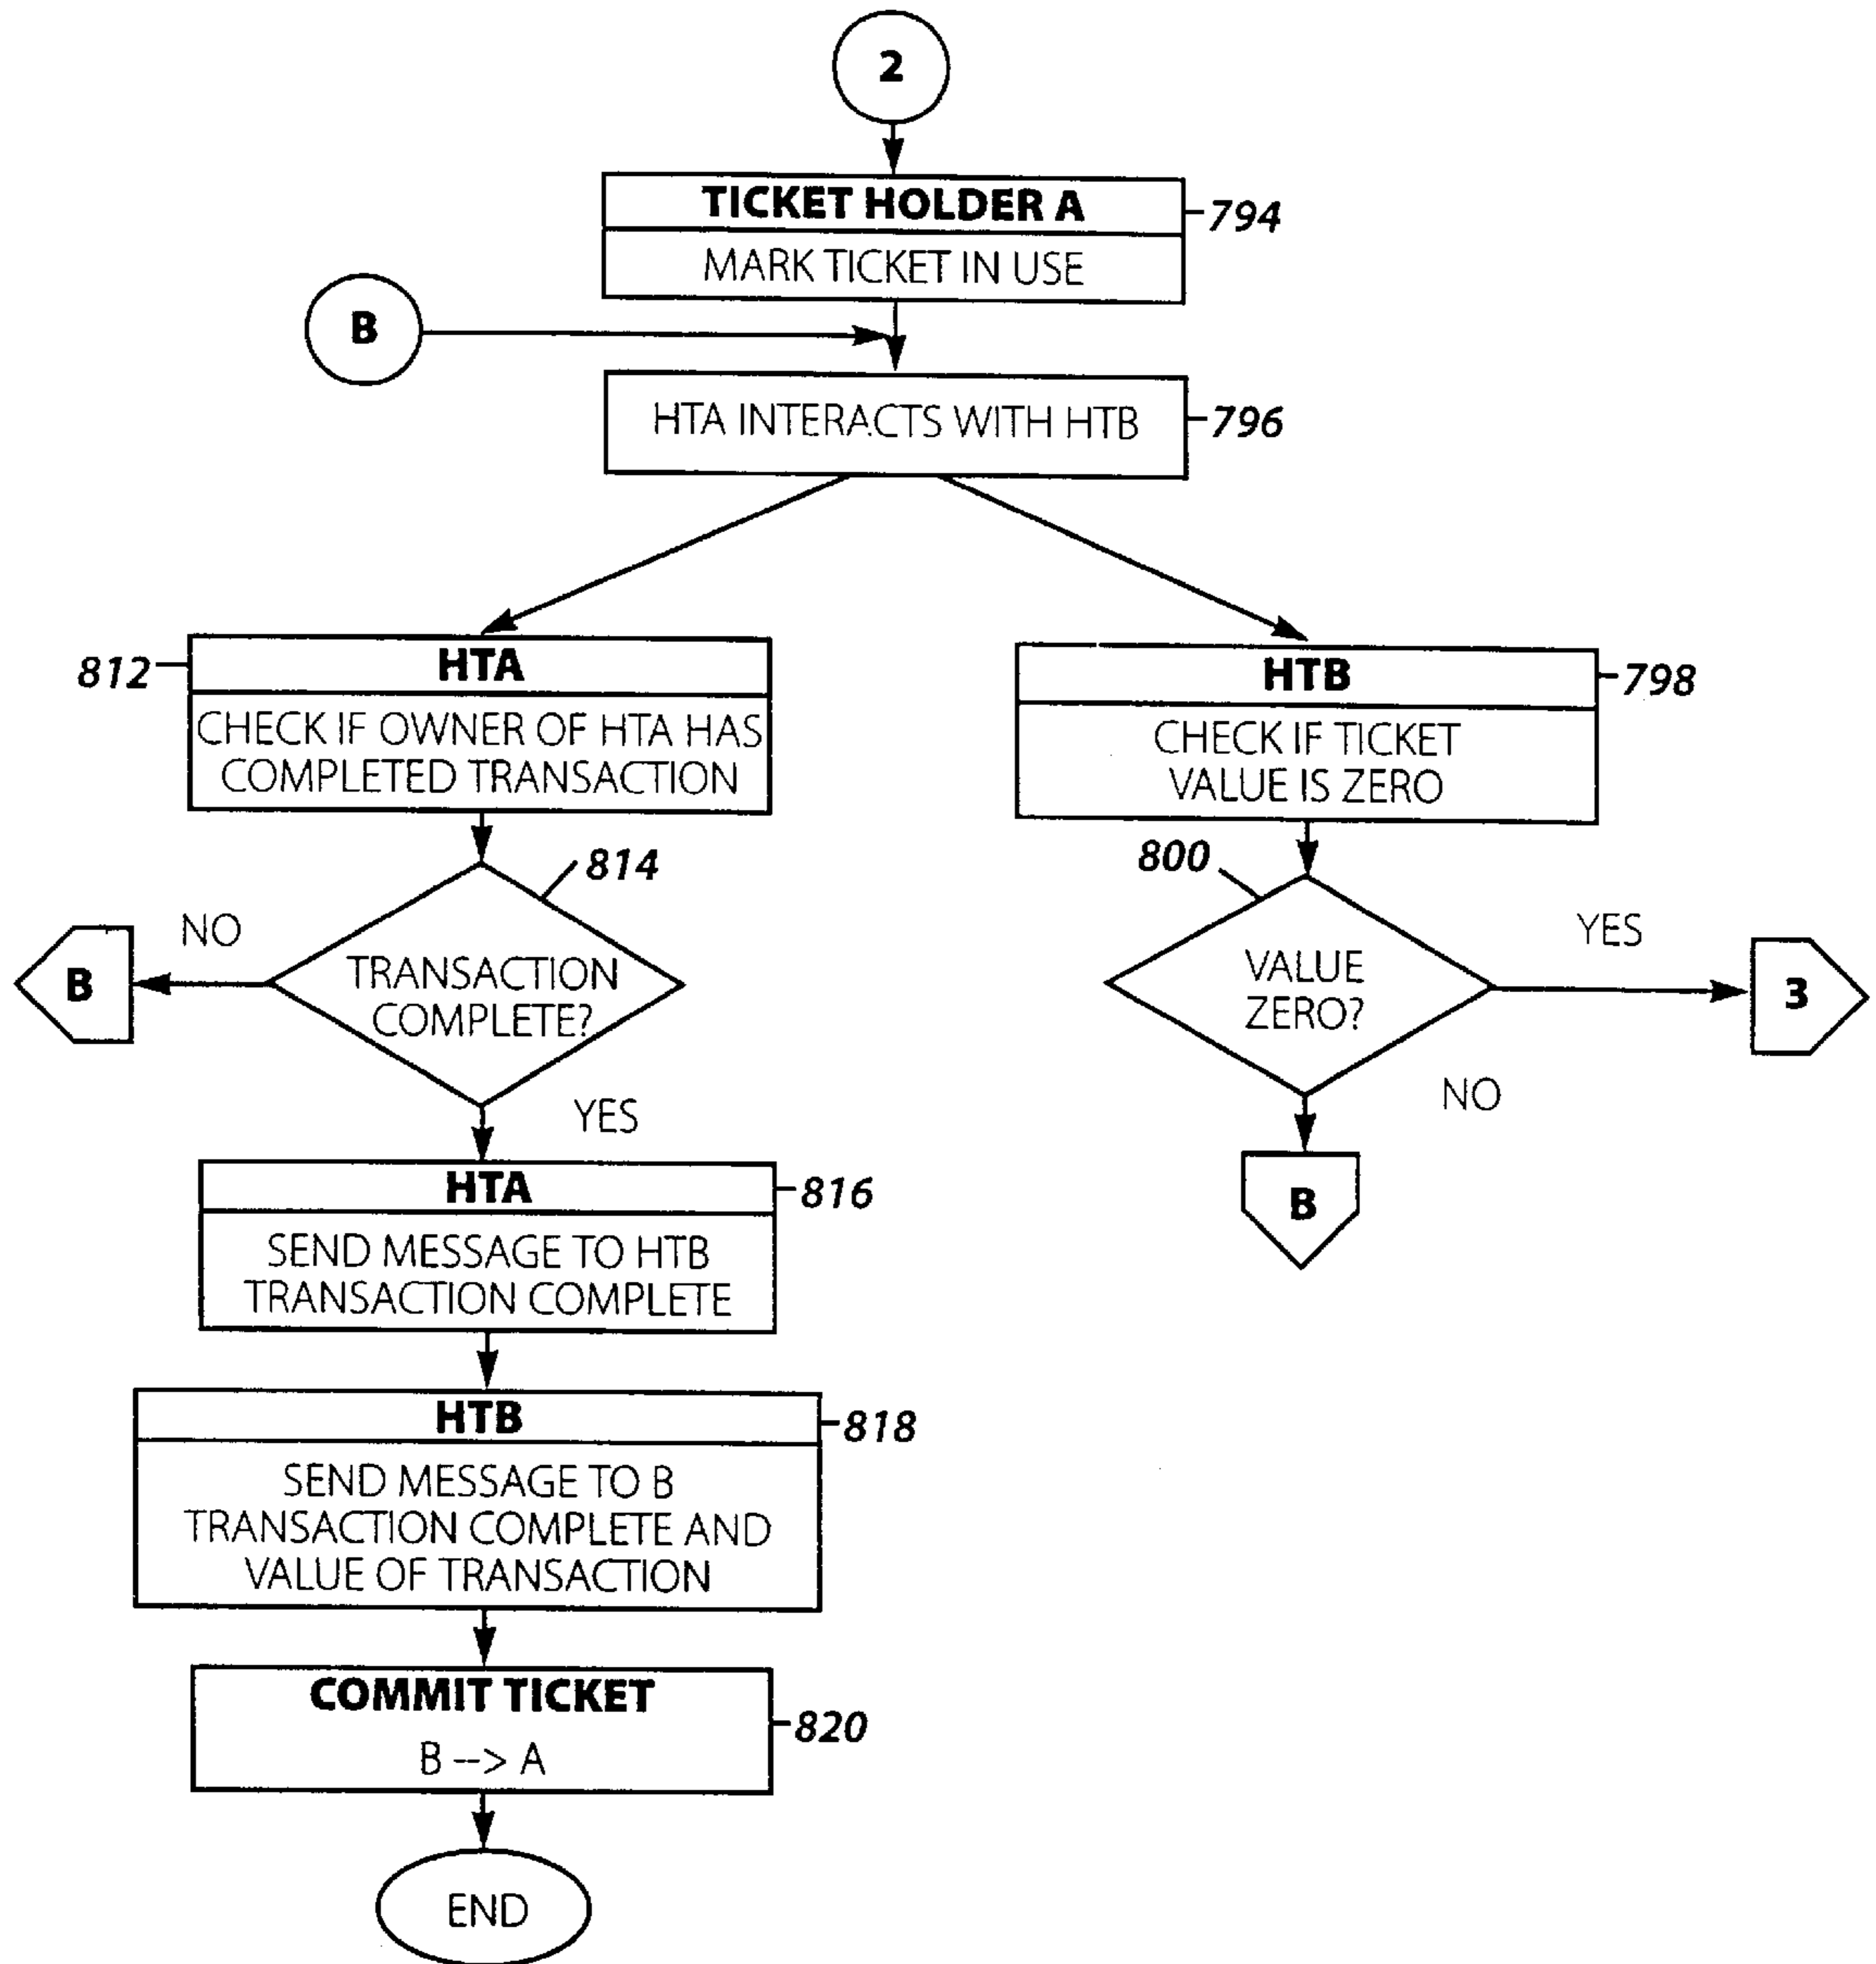 2
TICKET HOLDER A
794
MARK TICKET IN USE
B
HTA INTERACTS WITH HTB
796
812
HTA
CHECK IF OWNER OF HTA HAS
COMPLETED TRANSACTION
HTB
798
CHECK IF TICKET
VALUE IS ZERO
814
NO
B
TRANSACTION
COMPLETE?
YES
800
VALUE
ZERO?
YES
3
NO
B
HTA
816
SEND MESSAGE TO HTB
TRANSACTION COMPLETE
HTB
818
SEND MESSAGE TO B
TRANSACTION COMPLETE AND
VALUE OF TRANSACTION
COMMIT TICKET
820
B --> A
END